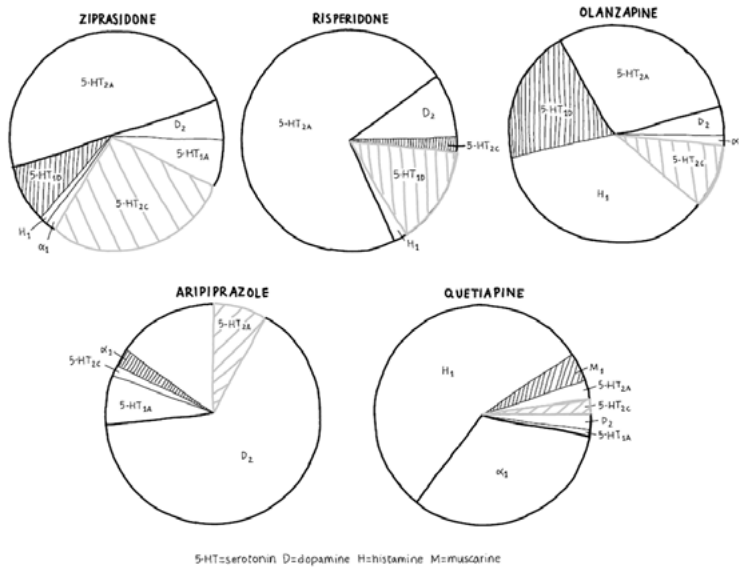 ZIPRASIDONE
5-HT2A
D2
5-HT1A
5-HT2C
α1
H1
5-HT1D
RISPERIDONE
5-HT2A
D2
5-HT2C
5-HT1D
H1
OLANZAPINE
5-HT2A
5-HT1D
D2
α
5-HT2C
H1
ARIPIPRAZOLE
5-HT2A
α1
5-HT2C
5-HT1A
D2
QUETIAPINE
H1
M1
5-HT2A
5-HT2C
D2
5-HT1A
α1
5-HT=serotonin D=dopamine H=histamine M=muscarine